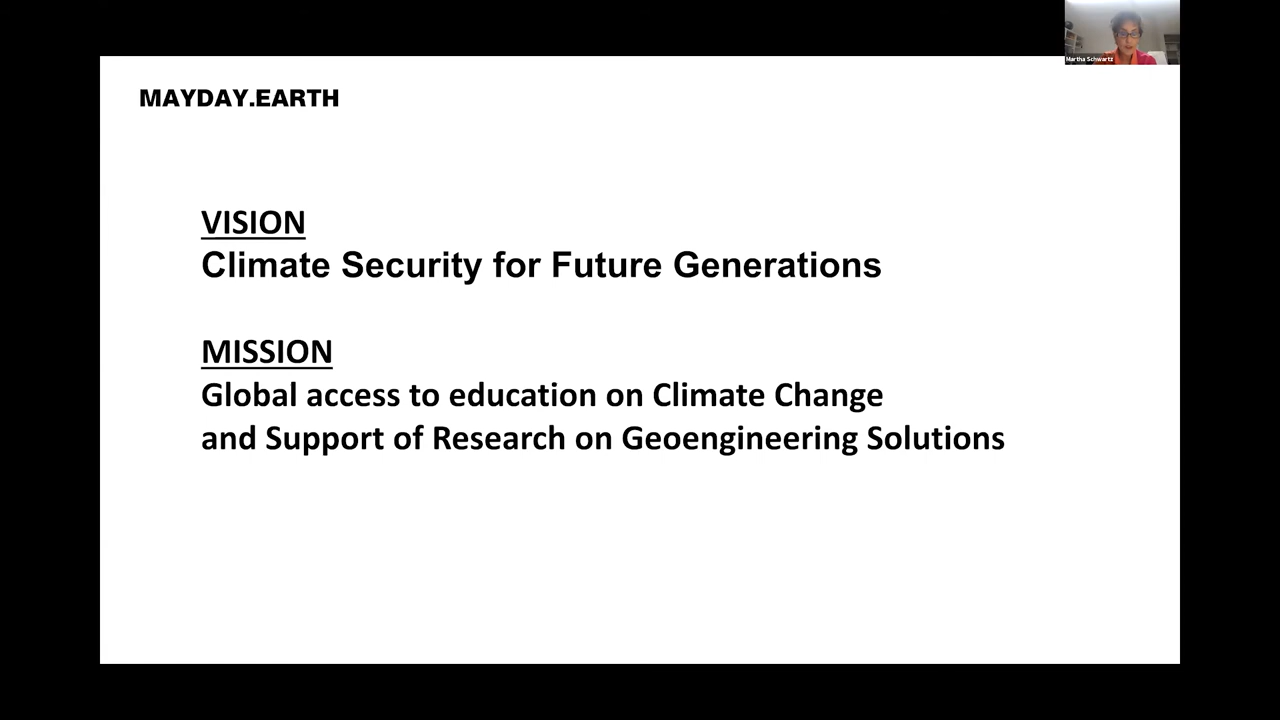 Martha Schwartz
MAYDAY.EARTH
VISION
Climate Security for Future Generations
MISSION
Global access to education on Climate Change
and Support of Research on Geoengineering Solutions